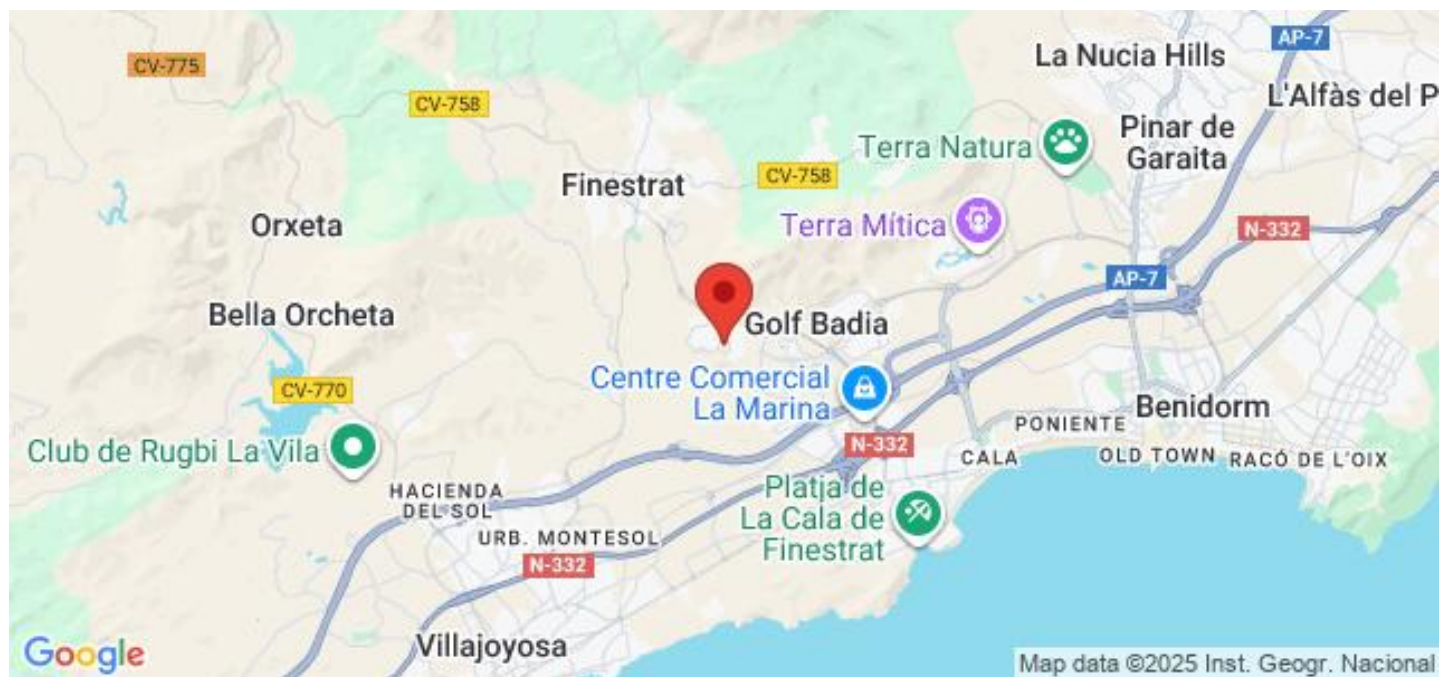 AP-7
La Nucia Hills
CV-775
CV-758
L'Alfàs del P
Pinar de
Garaita
Terra Natura
CV-758
Finestrat
Orxeta
Terra Mítica
N-332
AP-7
Bella Orcheta
Golf Badia
Centre Comercial
La Marina
CV-770
Benidorm
PONIENTE
Club de Rugbi La Vila
N-332
CALA
OLD TOWN
RACÓ DE L'OIX
HACIENDA
DEL SOL
Platja de
La Cala de
Finestrat
URB. MONTESOL
N-332
Villajoyosa
Google
Map data ©2025 Inst. Geogr. Nacional